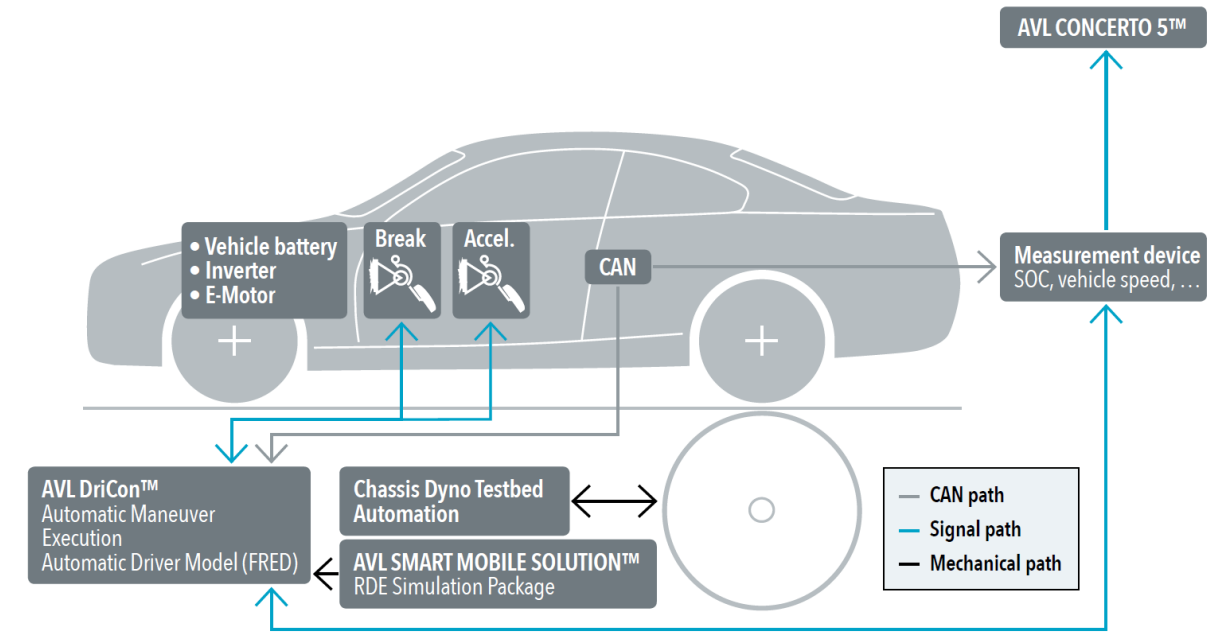 AVL CONCERTO 5™
• Vehicle battery
• Inverter
• E-Motor
Break
Accel.
CAN
Measurement device
SOC, vehicle speed, …
AVL DriCon™
Automatic Maneuver
Execution
Automatic Driver Model (FRED)
Chassis Dyno Testbed
Automation
AVL SMART MOBILE SOLUTION™
RDE Simulation Package
CAN path
Signal path
Mechanical path